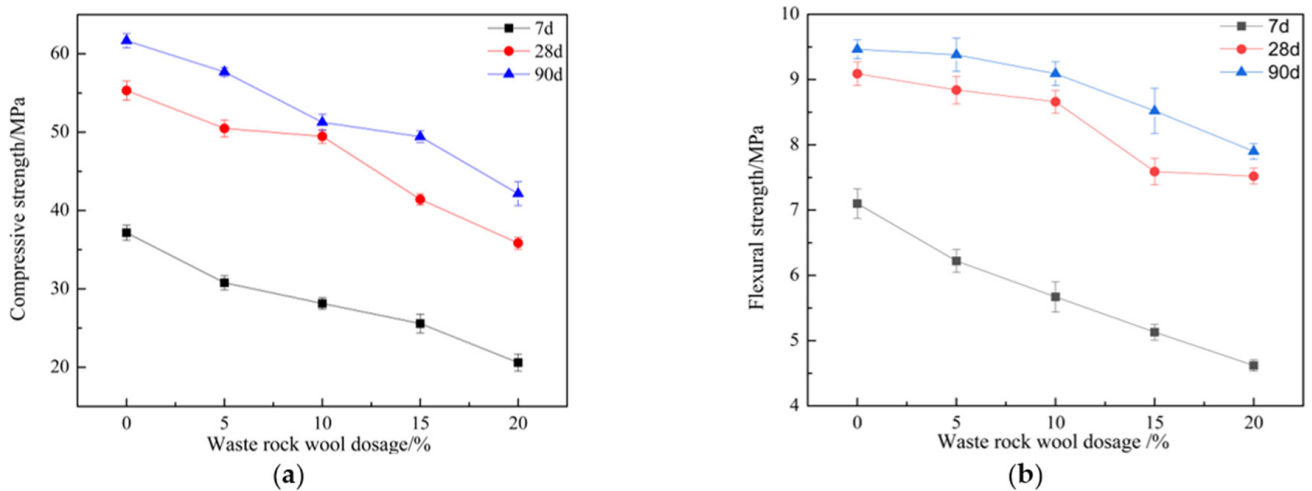 7d
28d
90d
60
50
40
30
20
Compressive strength/MPa
0 5 10 15 20
Waste rock wool dosage/%
(a)
7d
28d
90d
10
9
8
7
6
5
4
Flexural strength/MPa
0 5 10 15 20
Waste rock wool dosage /%
(b)